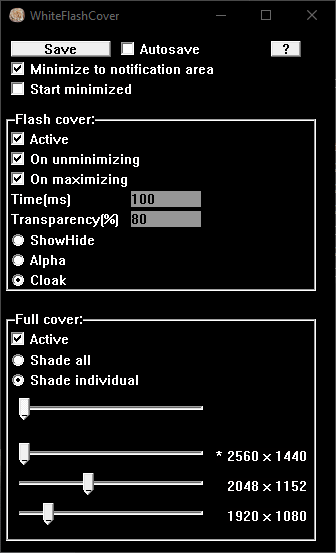 WhiteFlashCover
Save Autosave ?
Minimize to notification area
Start minimized
Flash cover:
Active
On unminimizing
On maximizing
Time(ms) 100
Transparency(%) 80
ShowHide
Alpha
Cloak
Full cover:
Active
Shade all
Shade individual
* 2560 x 1440
2048 x 1152
1920 x 1080